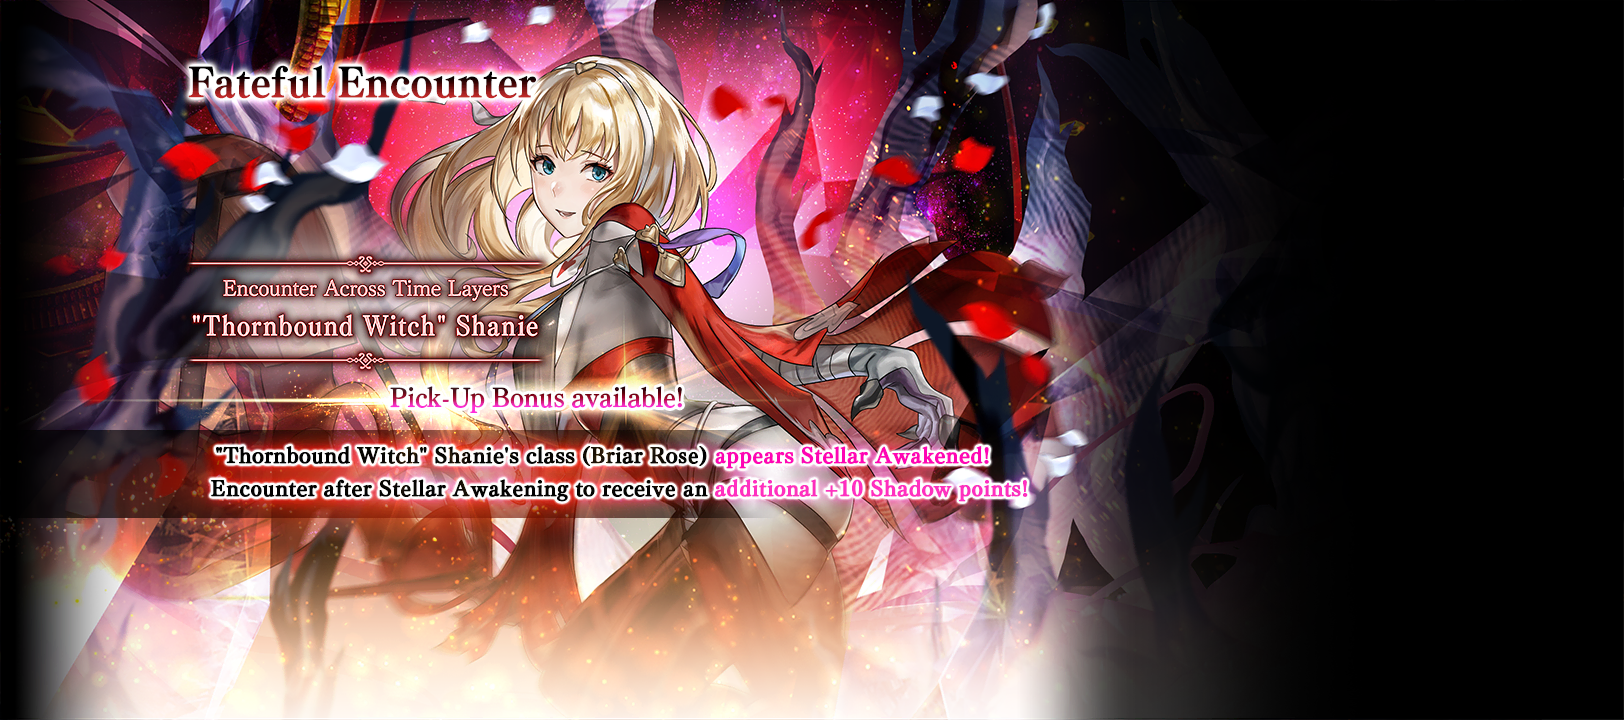 Fateful Encounter
Encounter Across Time Layers
"Thornbound Witch" Shanie
Pick-Up Bonus available!
"Thornbound Witch" Shanie's class (Briar Rose) appears Stellar Awakened!
Encounter after Stellar Awakening to receive an additional +10 Shadow points!